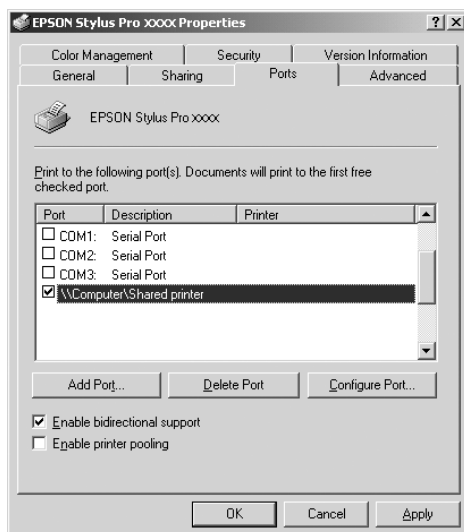 EPSON Stylus Pro XXXX Properties
Color Management Security Version Information
General Sharing Ports Advanced
EPSON Stylus Pro xxxx
Print to the following port(s). Documents will print to the first free
checked port.
Port Description Printer
COM1: Serial Port
COM2: Serial Port
COM3: Serial Port
\\Computer\Shared printer
Add Port... Delete Port Configure Port...
Enable bidirectional support
Enable printer pooling
OK Cancel Apply